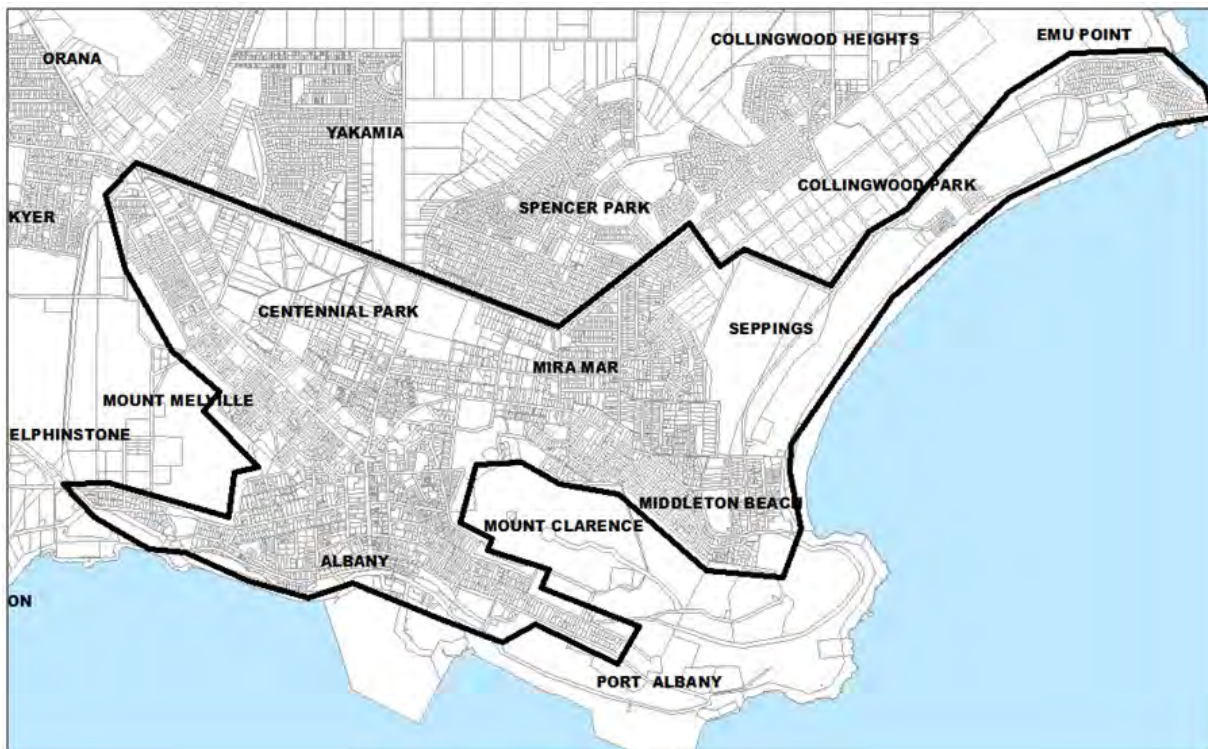 EMU POINT
COLLINGWOOD HEIGHTS
ORANA
YAKAMIA
COLLINGWOOD PARK
SPENCER PARK
KYER
CENTENNIAL PARK
SEPPINGS
MIRA MAR
MOUNT MELVILLE
ELPHINSTONE
MIDDLETON BEACH
MOUNT CLARENCE
ALBANY
ON
PORT ALBANY